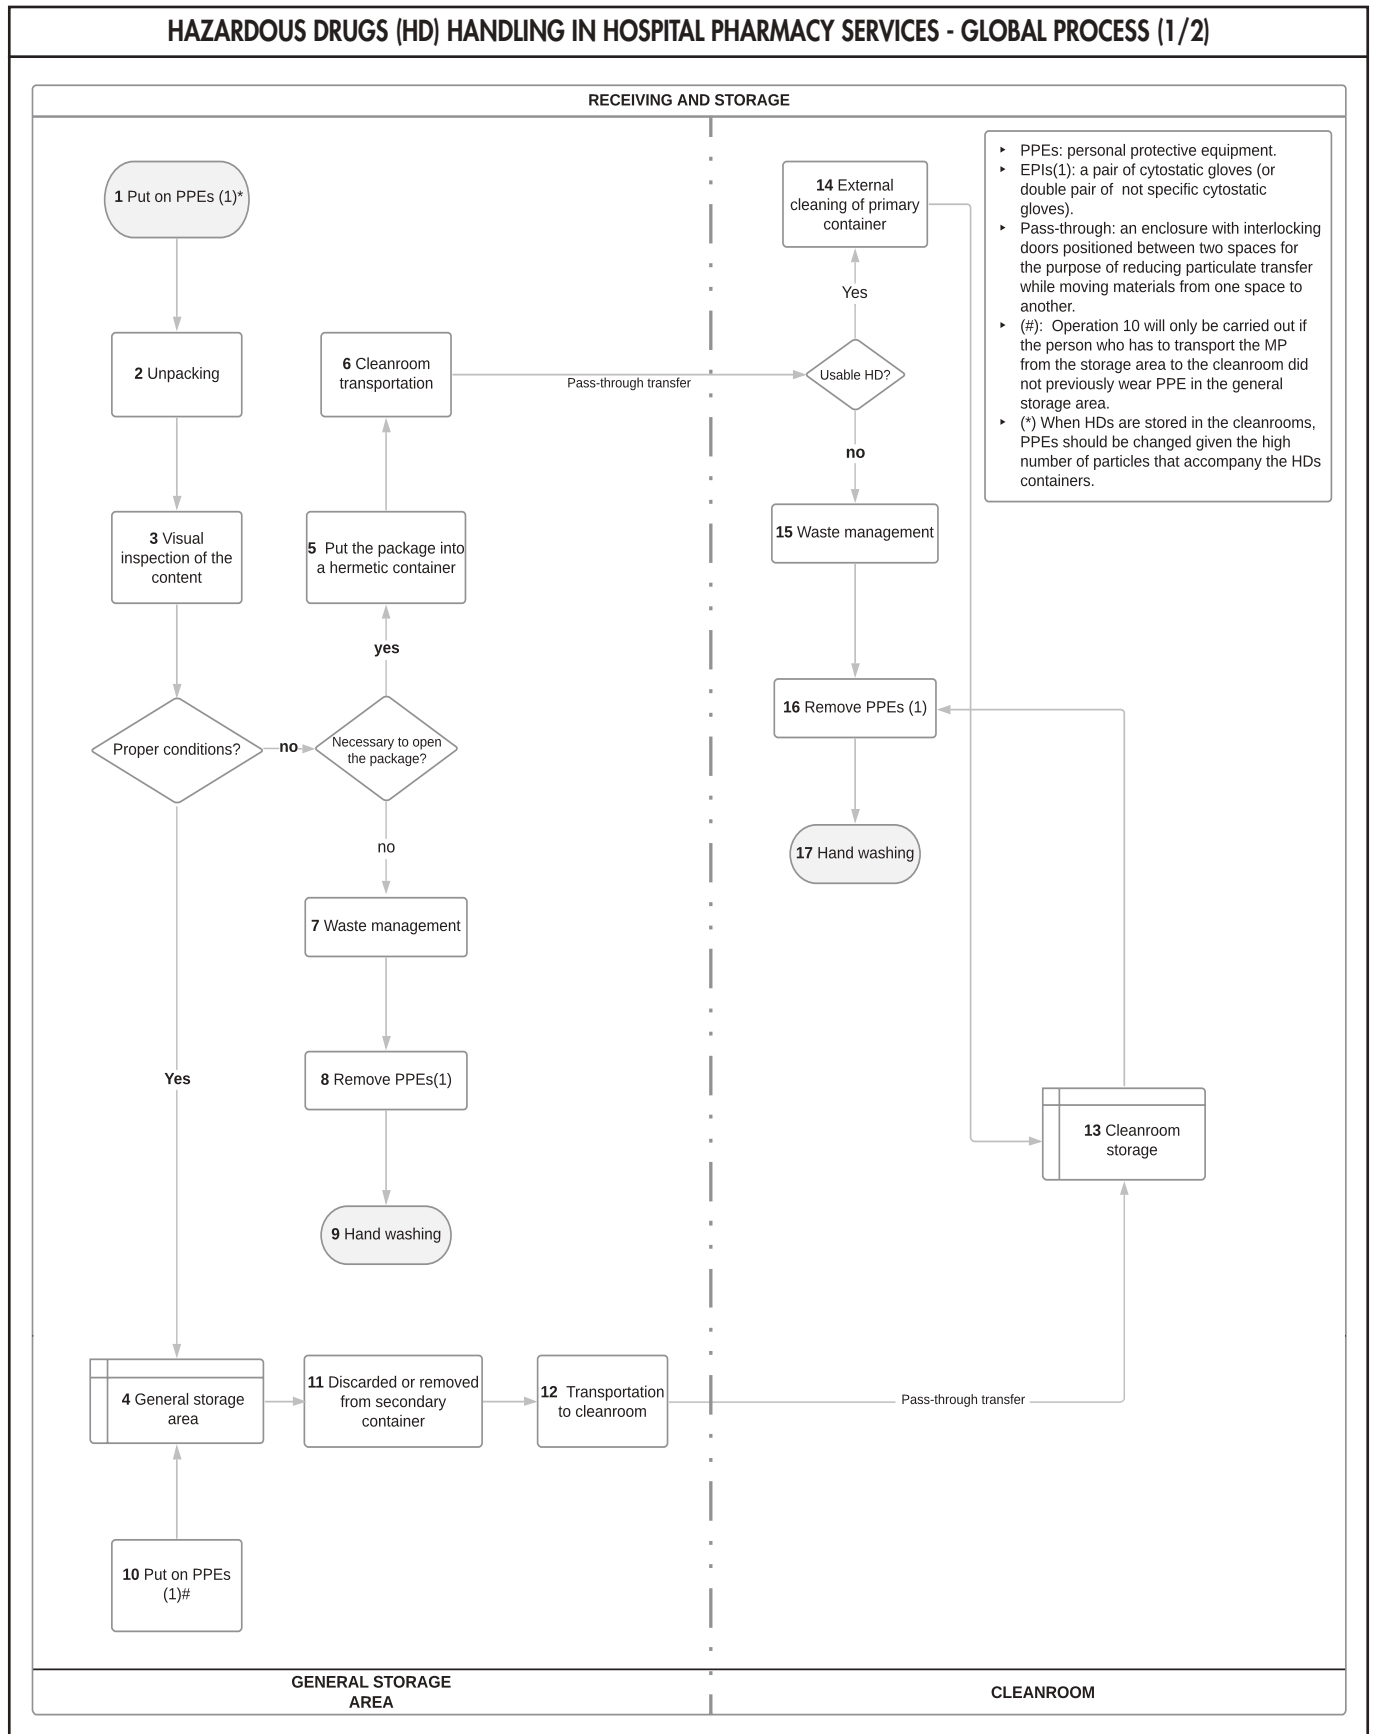 HAZARDOUS DRUGS (HD) HANDLING IN HOSPITAL PHARMACY SERVICES - GLOBAL PROCESS (1/2)
RECEIVING AND STORAGE
1 Put on PPEs (1)*
2 Unpacking
3 Visual
inspection of the
content
Proper conditions?
no
Yes
4 General storage
area
10 Put on PPEs
(1)#
6 Cleanroom
transportation
5  Put the package into
a hermetic container
yes
Necessary to open
the package?
no
7 Waste management
8 Remove PPEs(1)
9 Hand washing
11 Discarded or removed
from secondary
container
12  Transportation
to cleanroom
Pass-through transfer
Pass-through transfer
14 External
cleaning of primary
container
Yes
Usable HD?
no
15 Waste management
16 Remove PPEs (1)
17 Hand washing
13 Cleanroom
storage
‣ PPEs: personal protective equipment.
‣ EPIs(1): a pair of cytostatic gloves (or
double pair of  not specific cytostatic
gloves).
‣ Pass-through: an enclosure with interlocking
doors positioned between two spaces for
the purpose of reducing particulate transfer
while moving materials from one space to
another.
‣ (#):  Operation 10 will only be carried out if
the person who has to transport the MP
from the storage area to the cleanroom did
not previously wear PPE in the general
storage area.
‣ (*) When HDs are stored in the cleanrooms,
PPEs should be changed given the high
number of particles that accompany the HDs
containers.
GENERAL STORAGE
AREA
CLEANROOM